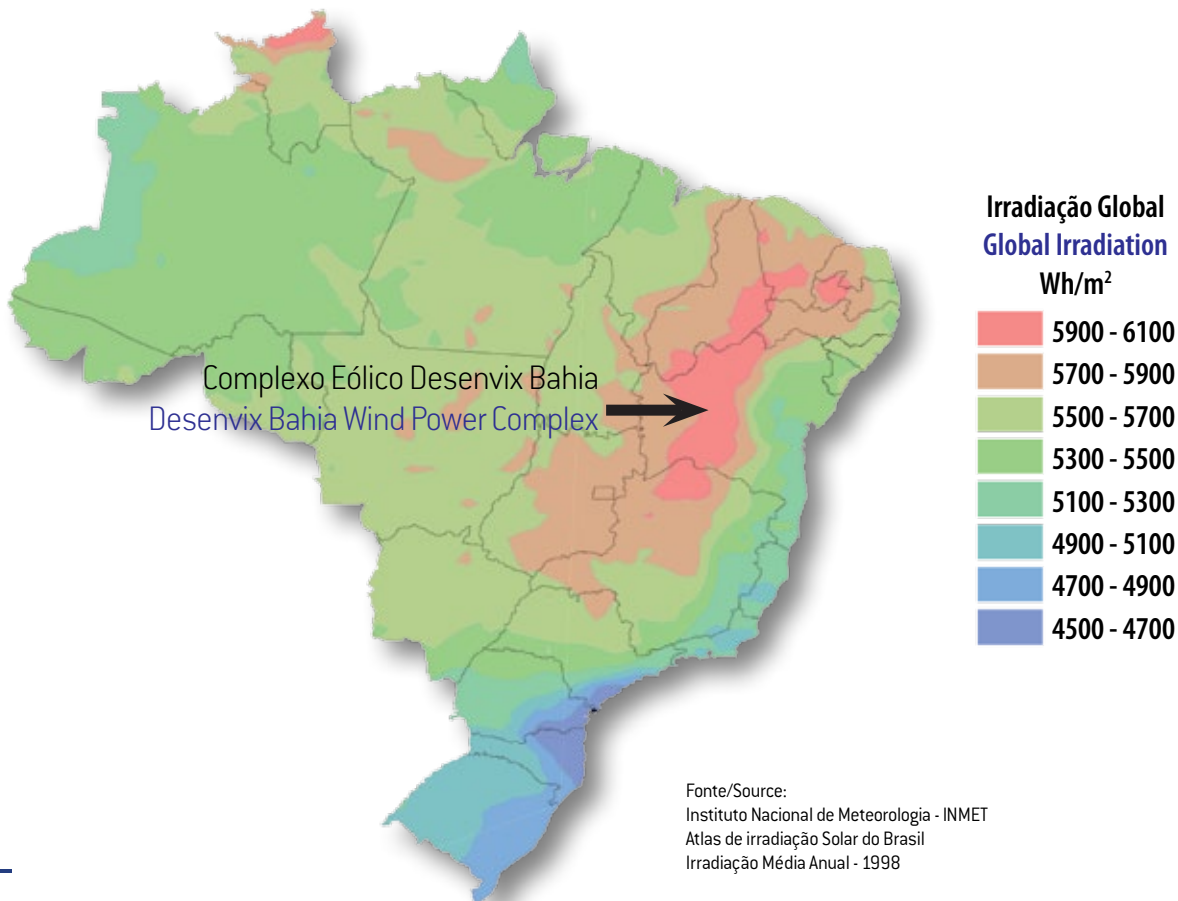 Complexo Eólico Desenvix Bahia
Desenvix Bahia Wind Power Complex
Irradiação Global
Global Irradiation
Wh/m²
5900 - 6100
5700 - 5900
5500 - 5700
5300 - 5500
5100 - 5300
4900 - 5100
4700 - 4900
4500 - 4700
Fonte/Source:
Instituto Nacional de Meteorologia - INMET
Atlas de irradiação Solar do Brasil
Irradiação Média Anual - 1998